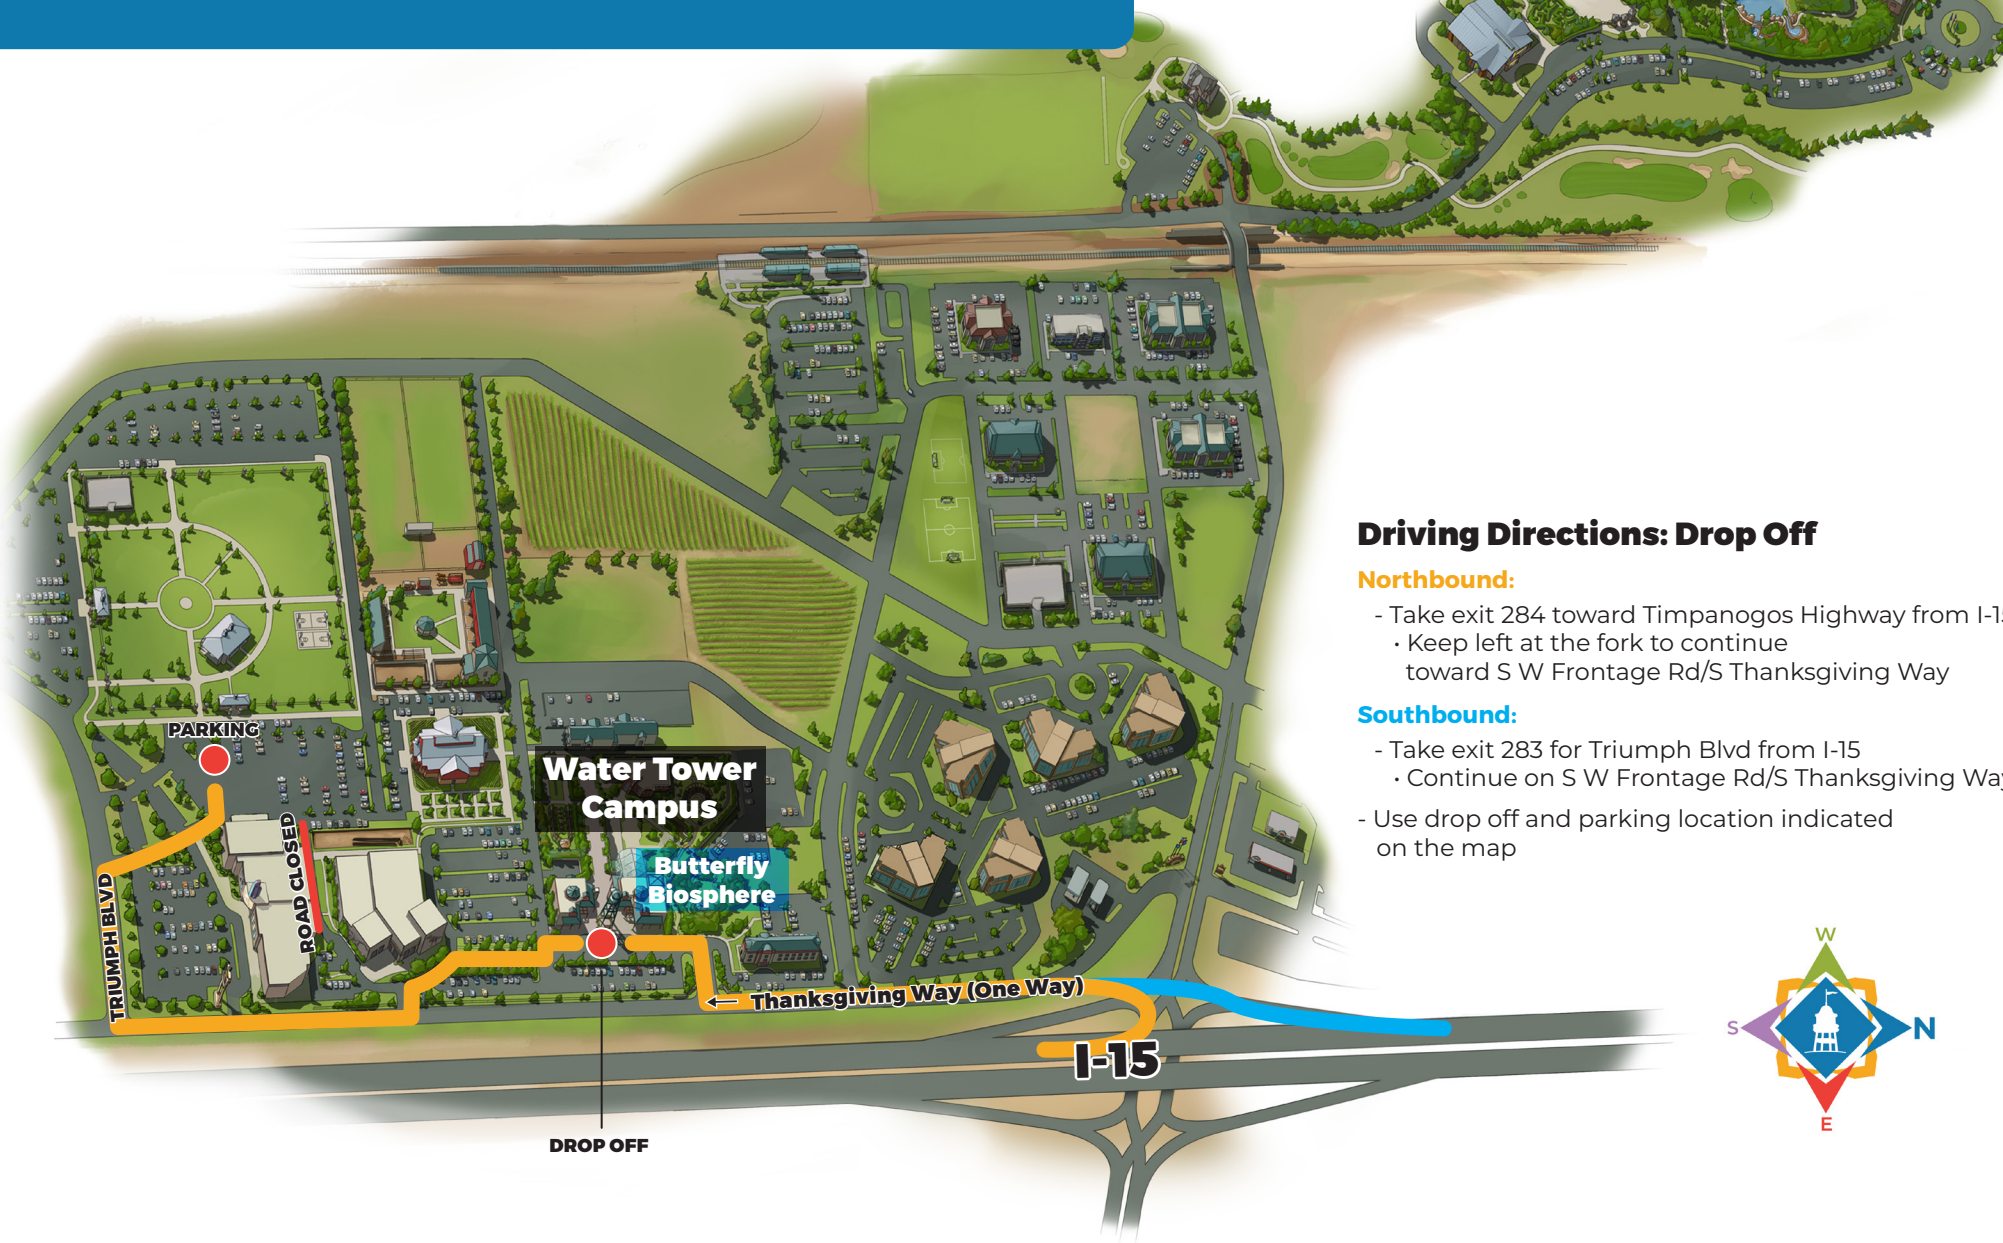 Driving Directions: Drop Off
Northbound:
- Take exit 284 toward Timpanogos Highway from I-15
• Keep left at the fork to continue
toward S W Frontage Rd/S Thanksgiving Way
Southbound:
- Take exit 283 for Triumph Blvd from I-15
• Continue on S W Frontage Rd/S Thanksgiving Way
- Use drop off and parking location indicated
on the map
PARKING
Water Tower
Campus
Butterfly
Biosphere
ROAD CLOSED
TRIUMPH BLVD
← Thanksgiving Way (One Way)
I-15
DROP OFF
W
S
N
E